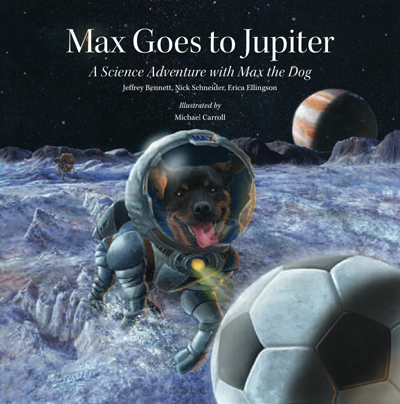 Max Goes to Jupiter
A Science Adventure with Max the Dog
Jeffrey Bennett, Nick Schneider, Erica Ellingson
Illustrated by
Michael Carroll
MAX